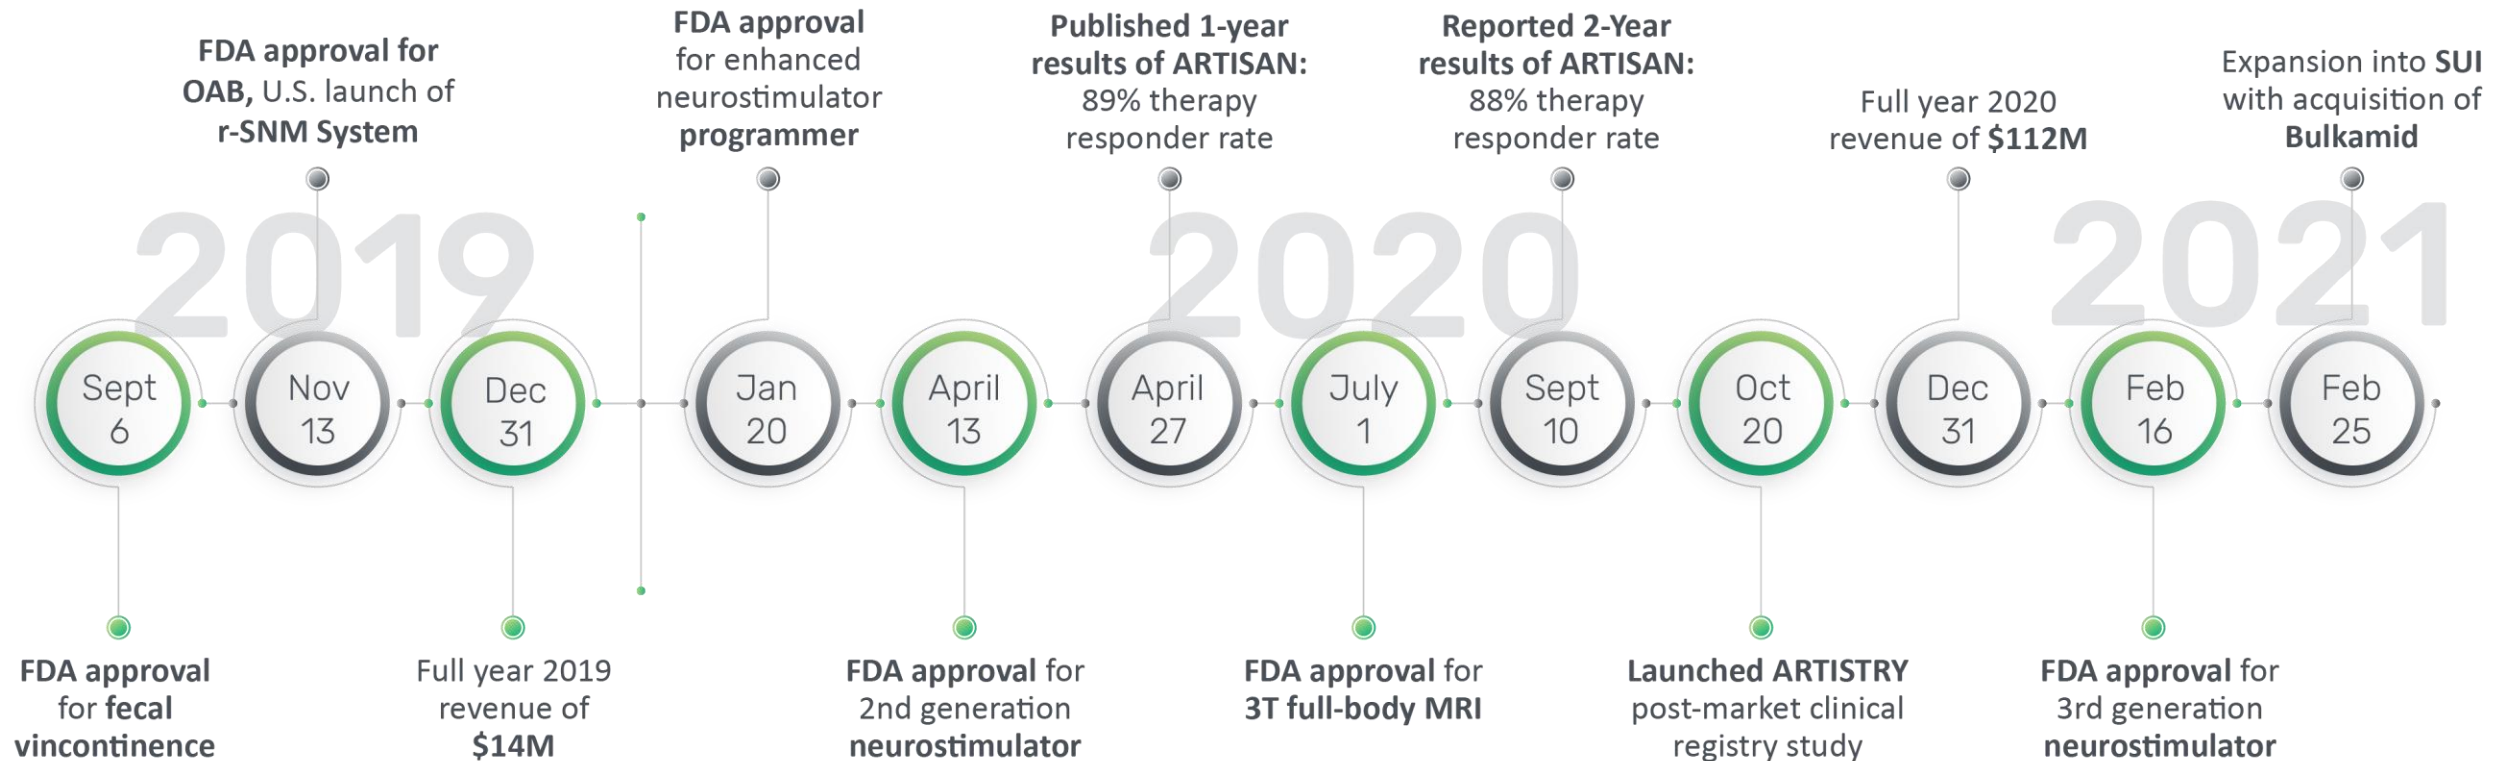 FDA approval for
OAB, U.S. launch of
r-SNM System
FDA approval
for enhanced
neurostimulator
programmer
Published 1-year
results of ARTISAN:
89% therapy
responder rate
Reported 2-Year
results of ARTISAN:
88% therapy
responder rate
Full year 2020
revenue of $112M
Expansion into SUI
with acquisition of
Bulkamid
2019
2020
2021
Sept
6
Nov
13
Dec
31
Jan
20
April
13
April
27
July
1
Sept
10
Oct
20
Dec
31
Feb
16
Feb
25
FDA approval
for fecal
vincontinence
Full year 2019
revenue of
$14M
FDA approval for
2nd generation
neurostimulator
FDA approval for
3T full-body MRI
Launched ARTISTRY
post-market clinical
registry study
FDA approval for
3rd generation
neurostimulator